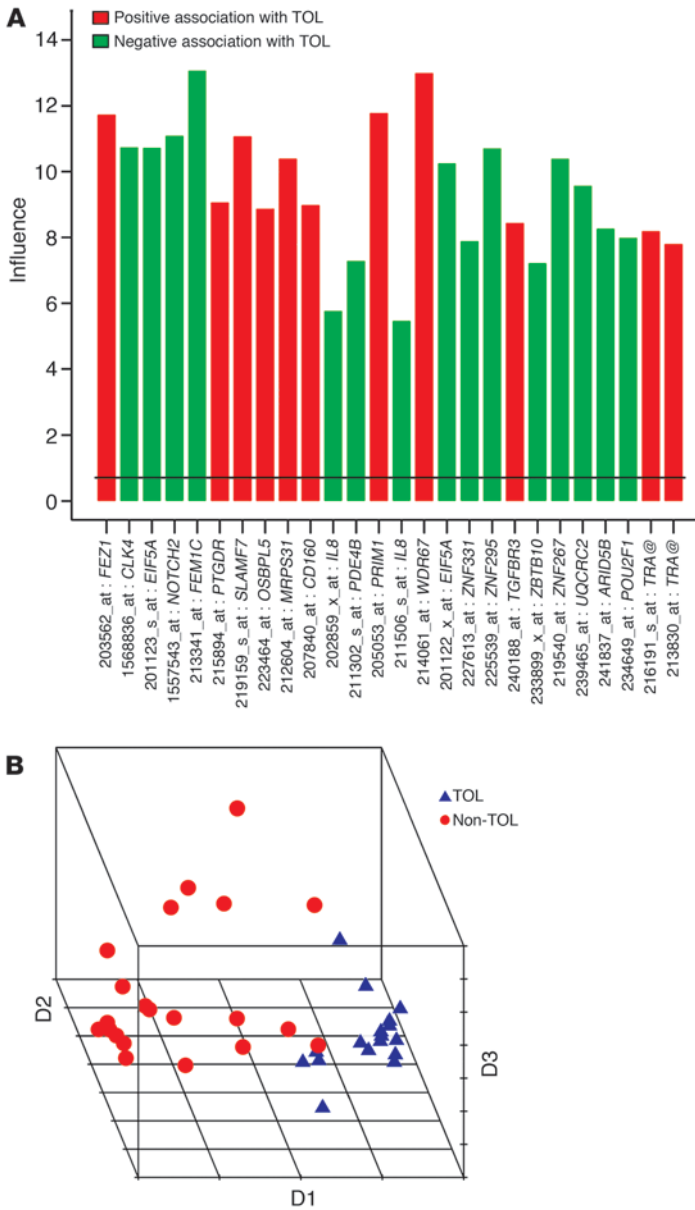 A
Positive association with TOL
Negative association with TOL
14
12
10
8
6
4
2
0
Influence
203562_at : FEZ1
1568836_at : CLK4
201123_s_at : EIF5A
1557543_at : NOTCH2
213341_at : FEM1C
215894_at : PTGDR
219159_s_at : SLAMF7
223464_at : OSBPL5
212604_at : MRPS31
207840_at : CD160
202859_x_at : IL8
211302_s_at : PDE4B
205053_at : PRIM1
211506_s_at : IL8
214061_at : WDR67
201122_x_at : EIF5A
227613_at : ZNF331
225539_at : ZNF295
240188_at : TGFBR3
233899_x_at : ZBTB10
219540_at : ZNF267
239465_at : UQCRC2
241837_at : ARID5B
234649_at : POU2F1
216191_s_at : TRA@
213830_at : TRA@
B
TOL
Non-TOL
D2
D3
D1